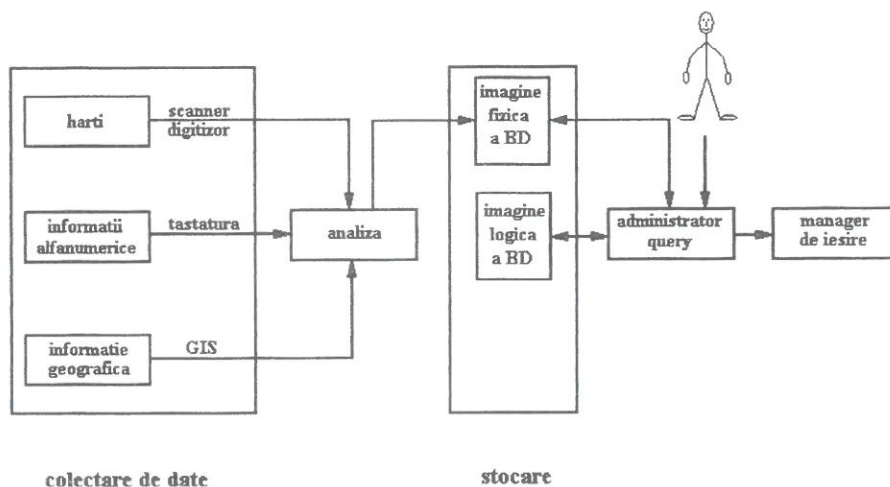 harti
scanner
digitizor
informatii
alfanumerice
tastatura
informatie
geografica
GIS
analiza
imagine
fizica
a BD
imagine
logica
a BD
administrator
query
manager
de iesire
colectare de date
stocare